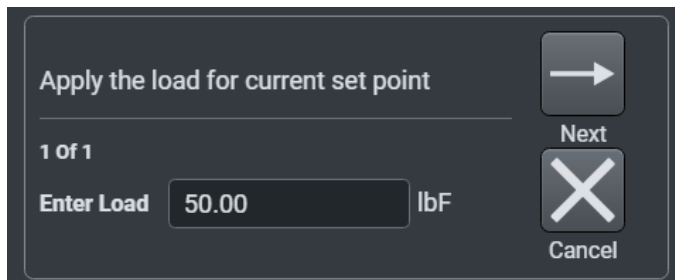 Apply the load for current set point
Next
1 Of 1
Enter Load 50.00 lbF
Cancel